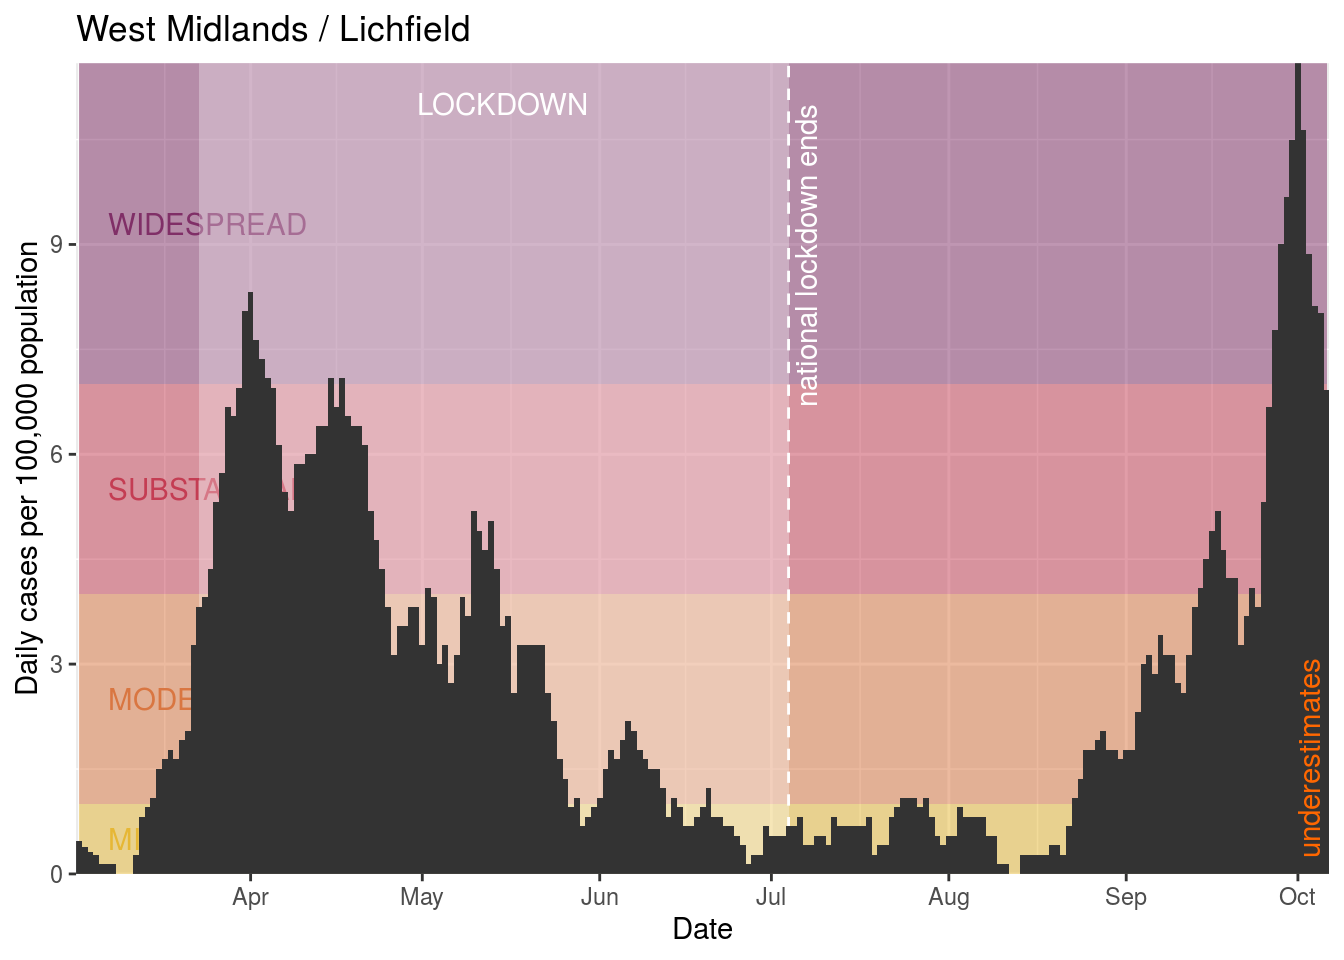 West Midlands / Lichfield
LOCKDOWN
national lockdown ends
WIDESPREAD
9
6
3
0
Daily cases per 100,000 population
underestimates
Apr May Jun Jul Aug Sep Oct
Date